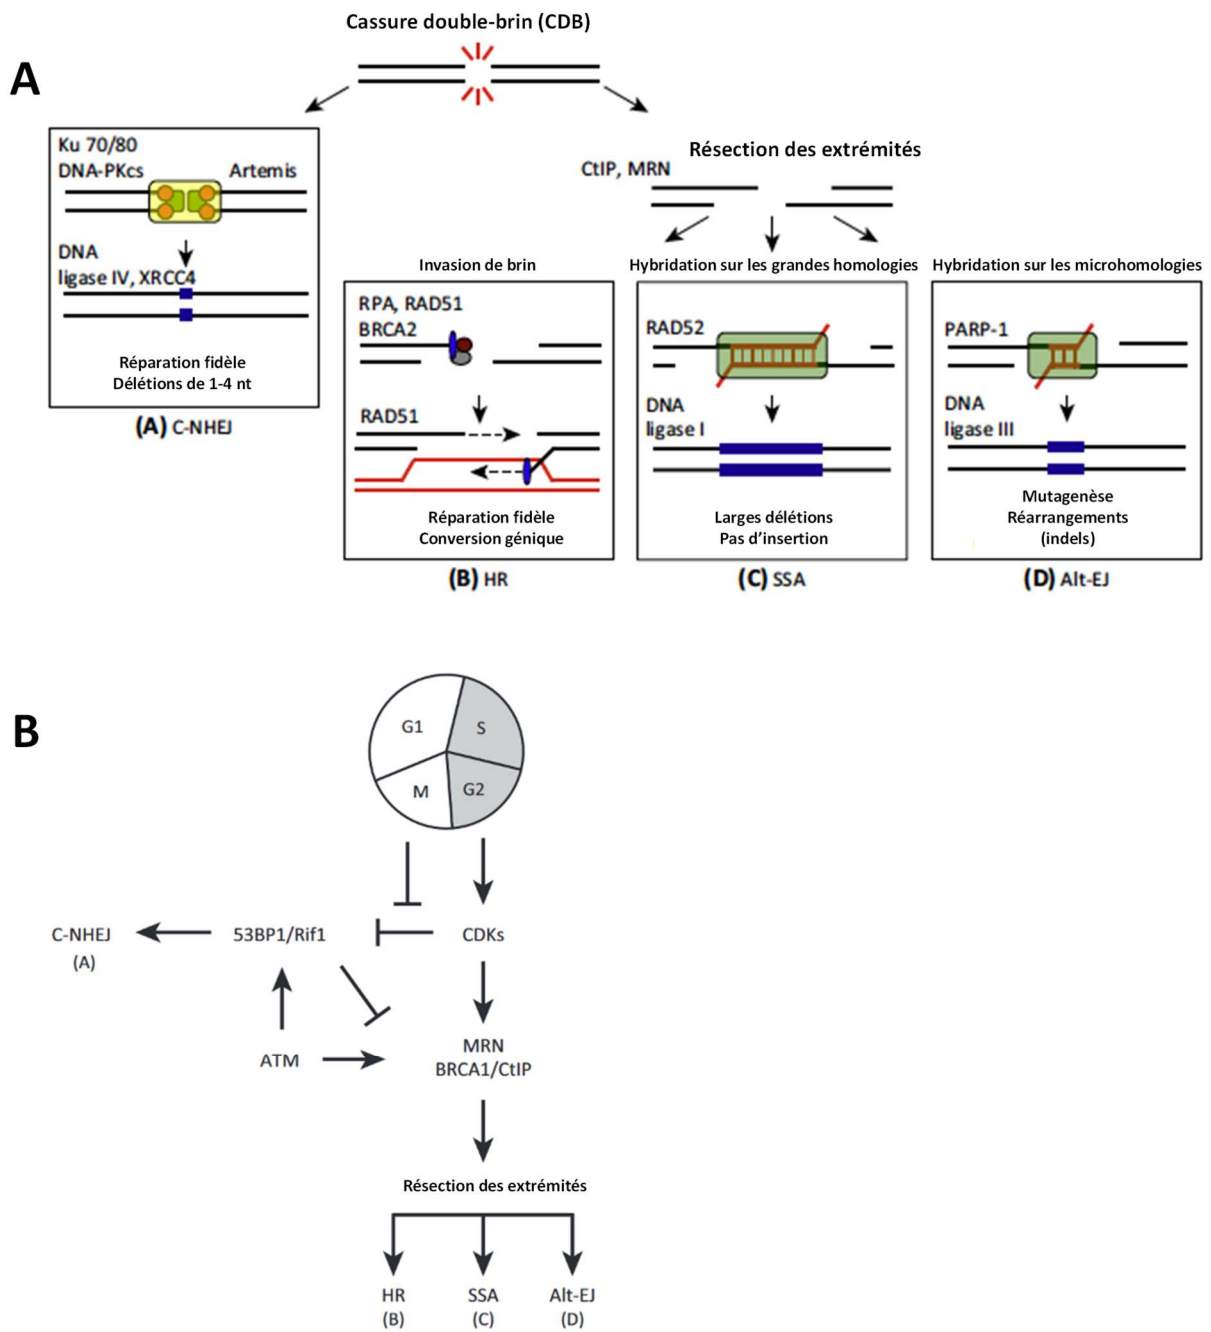 A
Cassure double-brin (CDB)
Ku 70/80
DNA-PKcs
Artemis
DNA
ligase IV, XRCC4
Réparation fidèle
Délétions de 1-4 nt
(A) C-NHEJ
Résection des extrémités
CtIP, MRN
Invasion de brin
RPA, RAD51
BRCA2
RAD51
Réparation fidèle
Conversion génique
(B) HR
Hybridation sur les grandes homologies
RAD52
DNA
ligase I
Larges délétions
Pas d'insertion
(C) SSA
Hybridation sur les microhomologies
PARP-1
DNA
ligase III
Mutagenèse
Réarrangements
(indels)
(D) Alt-EJ
B
G1
S
M
G2
C-NHEJ
(A)
53BP1/Rif1
CDKs
ATM
MRN
BRCA1/CtIP
Résection des extrémités
HR
(B)
SSA
(C)
Alt-EJ
(D)